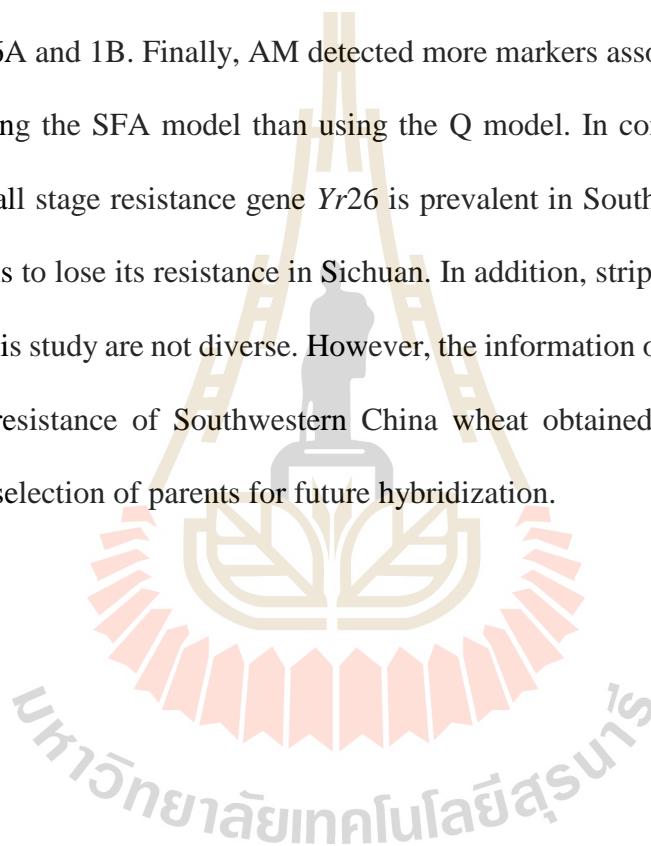 6A and 1B. Finally, AM detected more markers asso
ng the SFA model than using the Q model. In con
all stage resistance gene Yr26 is prevalent in South
s to lose its resistance in Sichuan. In addition, strip
is study are not diverse. However, the information o
resistance of Southwestern China wheat obtained
selection of parents for future hybridization.
มหาวิทยาลัยเทคโนโลยีสุรนารี